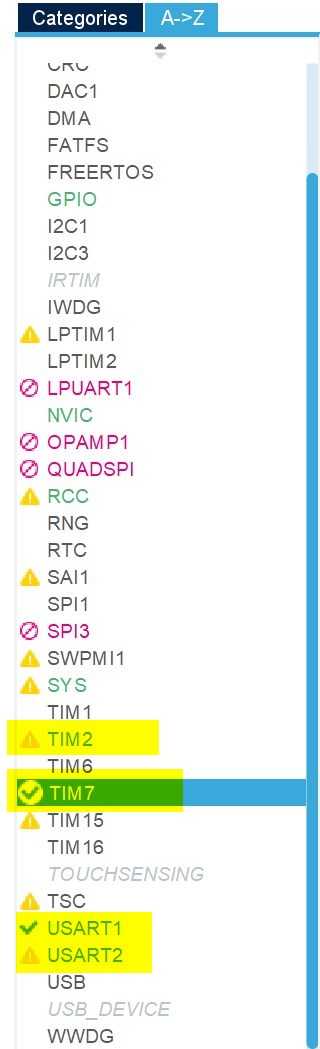 Categories A->Z
CRC
DAC1
DMA
FATFS
FREERTOS
GPIO
I2C1
I2C3
IRTIM
IWDG
LPTIM1
LPTIM2
LPUART1
NVIC
OPAMP1
QUADSPI
RCC
RNG
RTC
SAI1
SPI1
SPI3
SWPMI1
SYS
TIM1
TIM2
TIM6
TIM7
TIM15
TIM16
TOUCHSENSING
TSC
USART1
USART2
USB
USB_DEVICE
WWDG